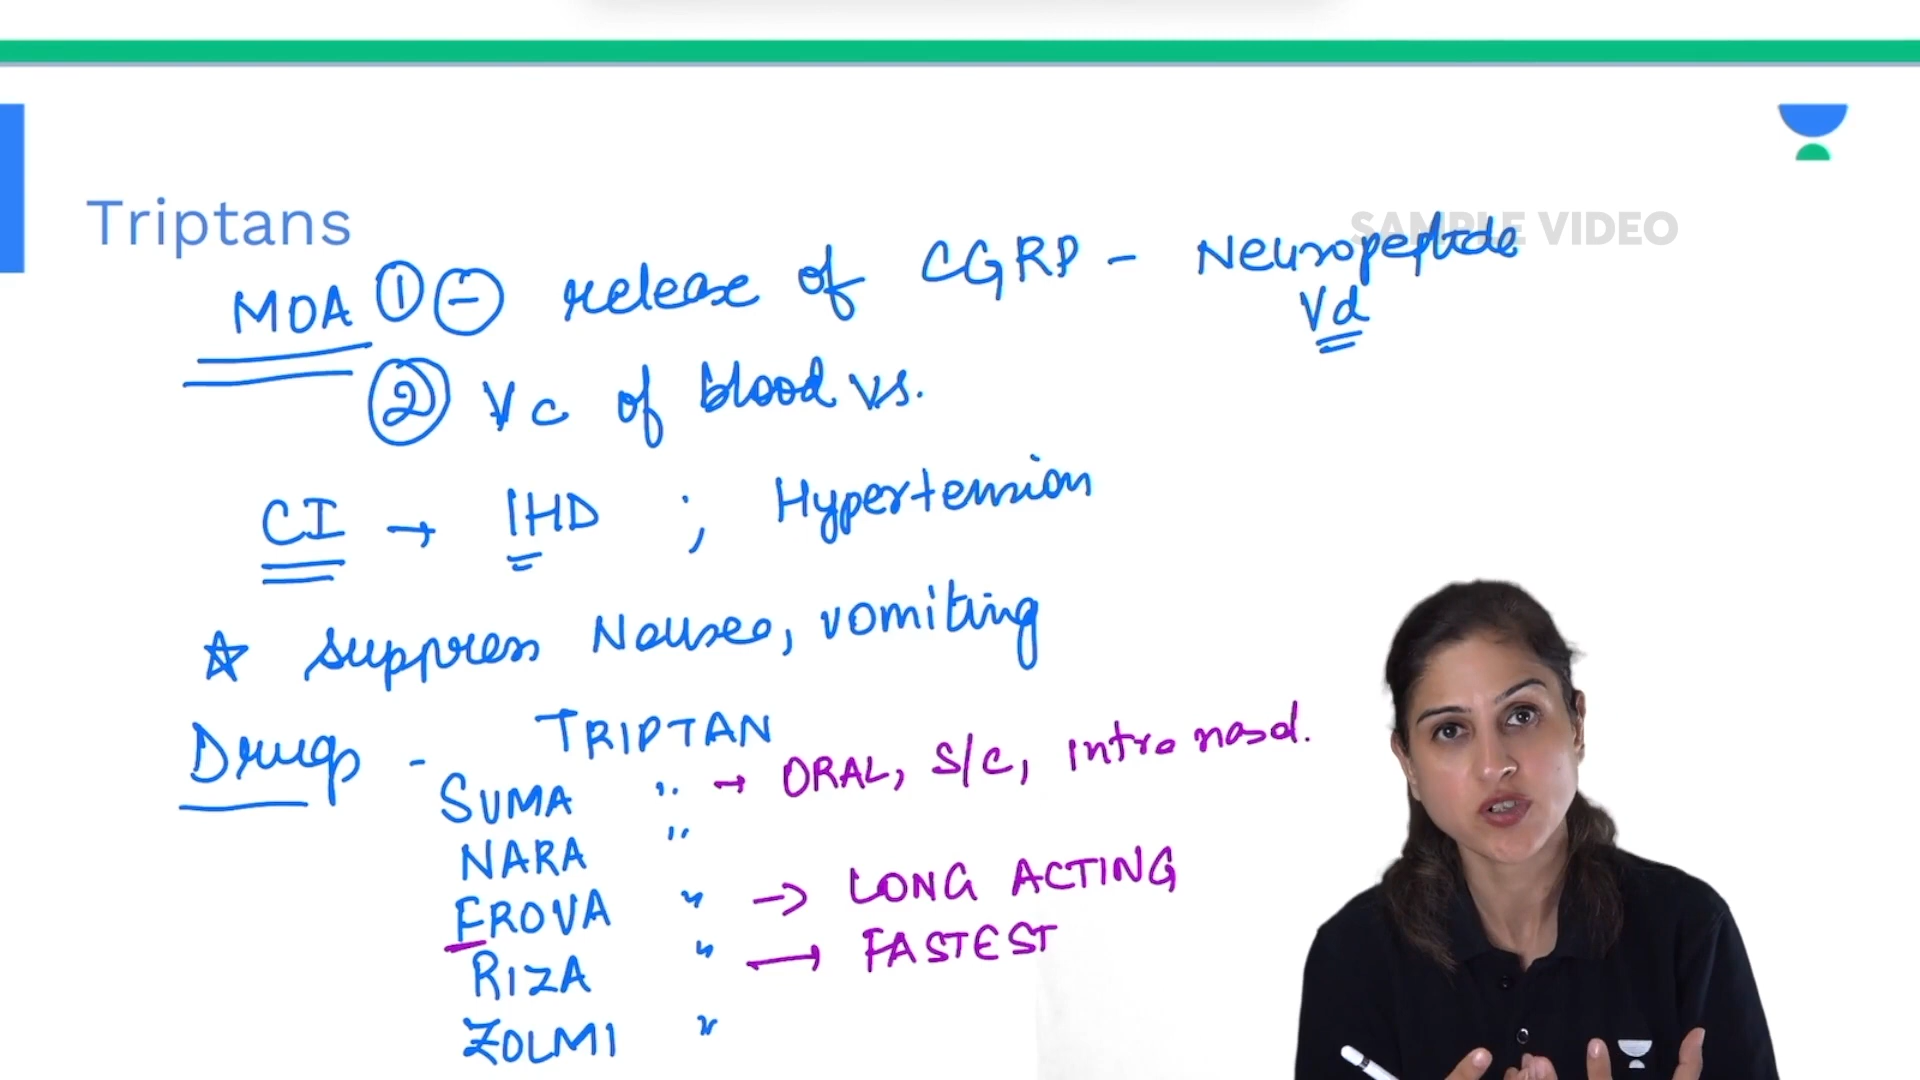 SAMPLE VIDEO
Triptans
MOA ① ⊖ release of CGRP - Neuropeptide
Vd
② Vc of blood vs.
CI → IHD ; Hypertension
☆ suppress Nausea, vomiting
Drugs - TRIPTAN
SUMA " → ORAL, S/C, Intra nasal.
NARA "
FROVA " → LONG ACTING
RIZA " → FASTEST
ZOLMI "